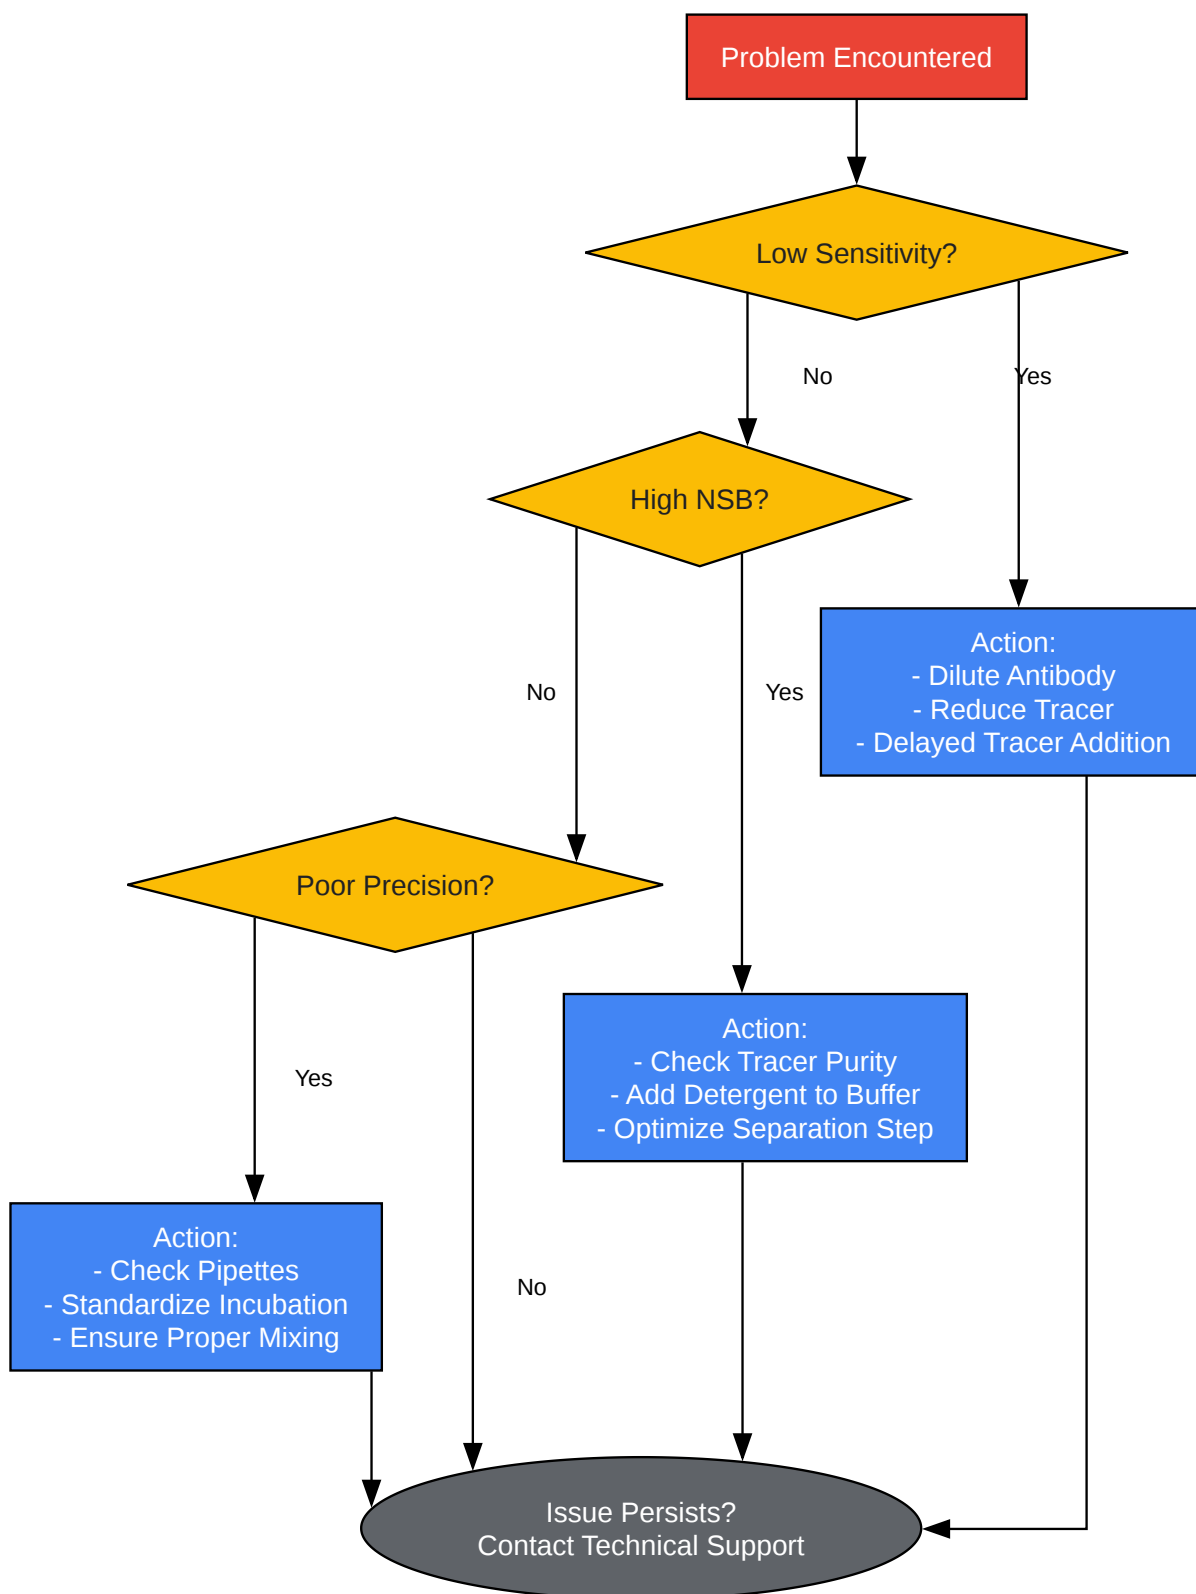 Problem Encountered
Low Sensitivity?
No
Yes
High NSB?
Action:
- Dilute Antibody
- Reduce Tracer
- Delayed Tracer Addition
No
Yes
Poor Precision?
Action:
- Check Tracer Purity
- Add Detergent to Buffer
- Optimize Separation Step
Yes
Action:
- Check Pipettes
- Standardize Incubation
- Ensure Proper Mixing
No
Issue Persists?
Contact Technical Support